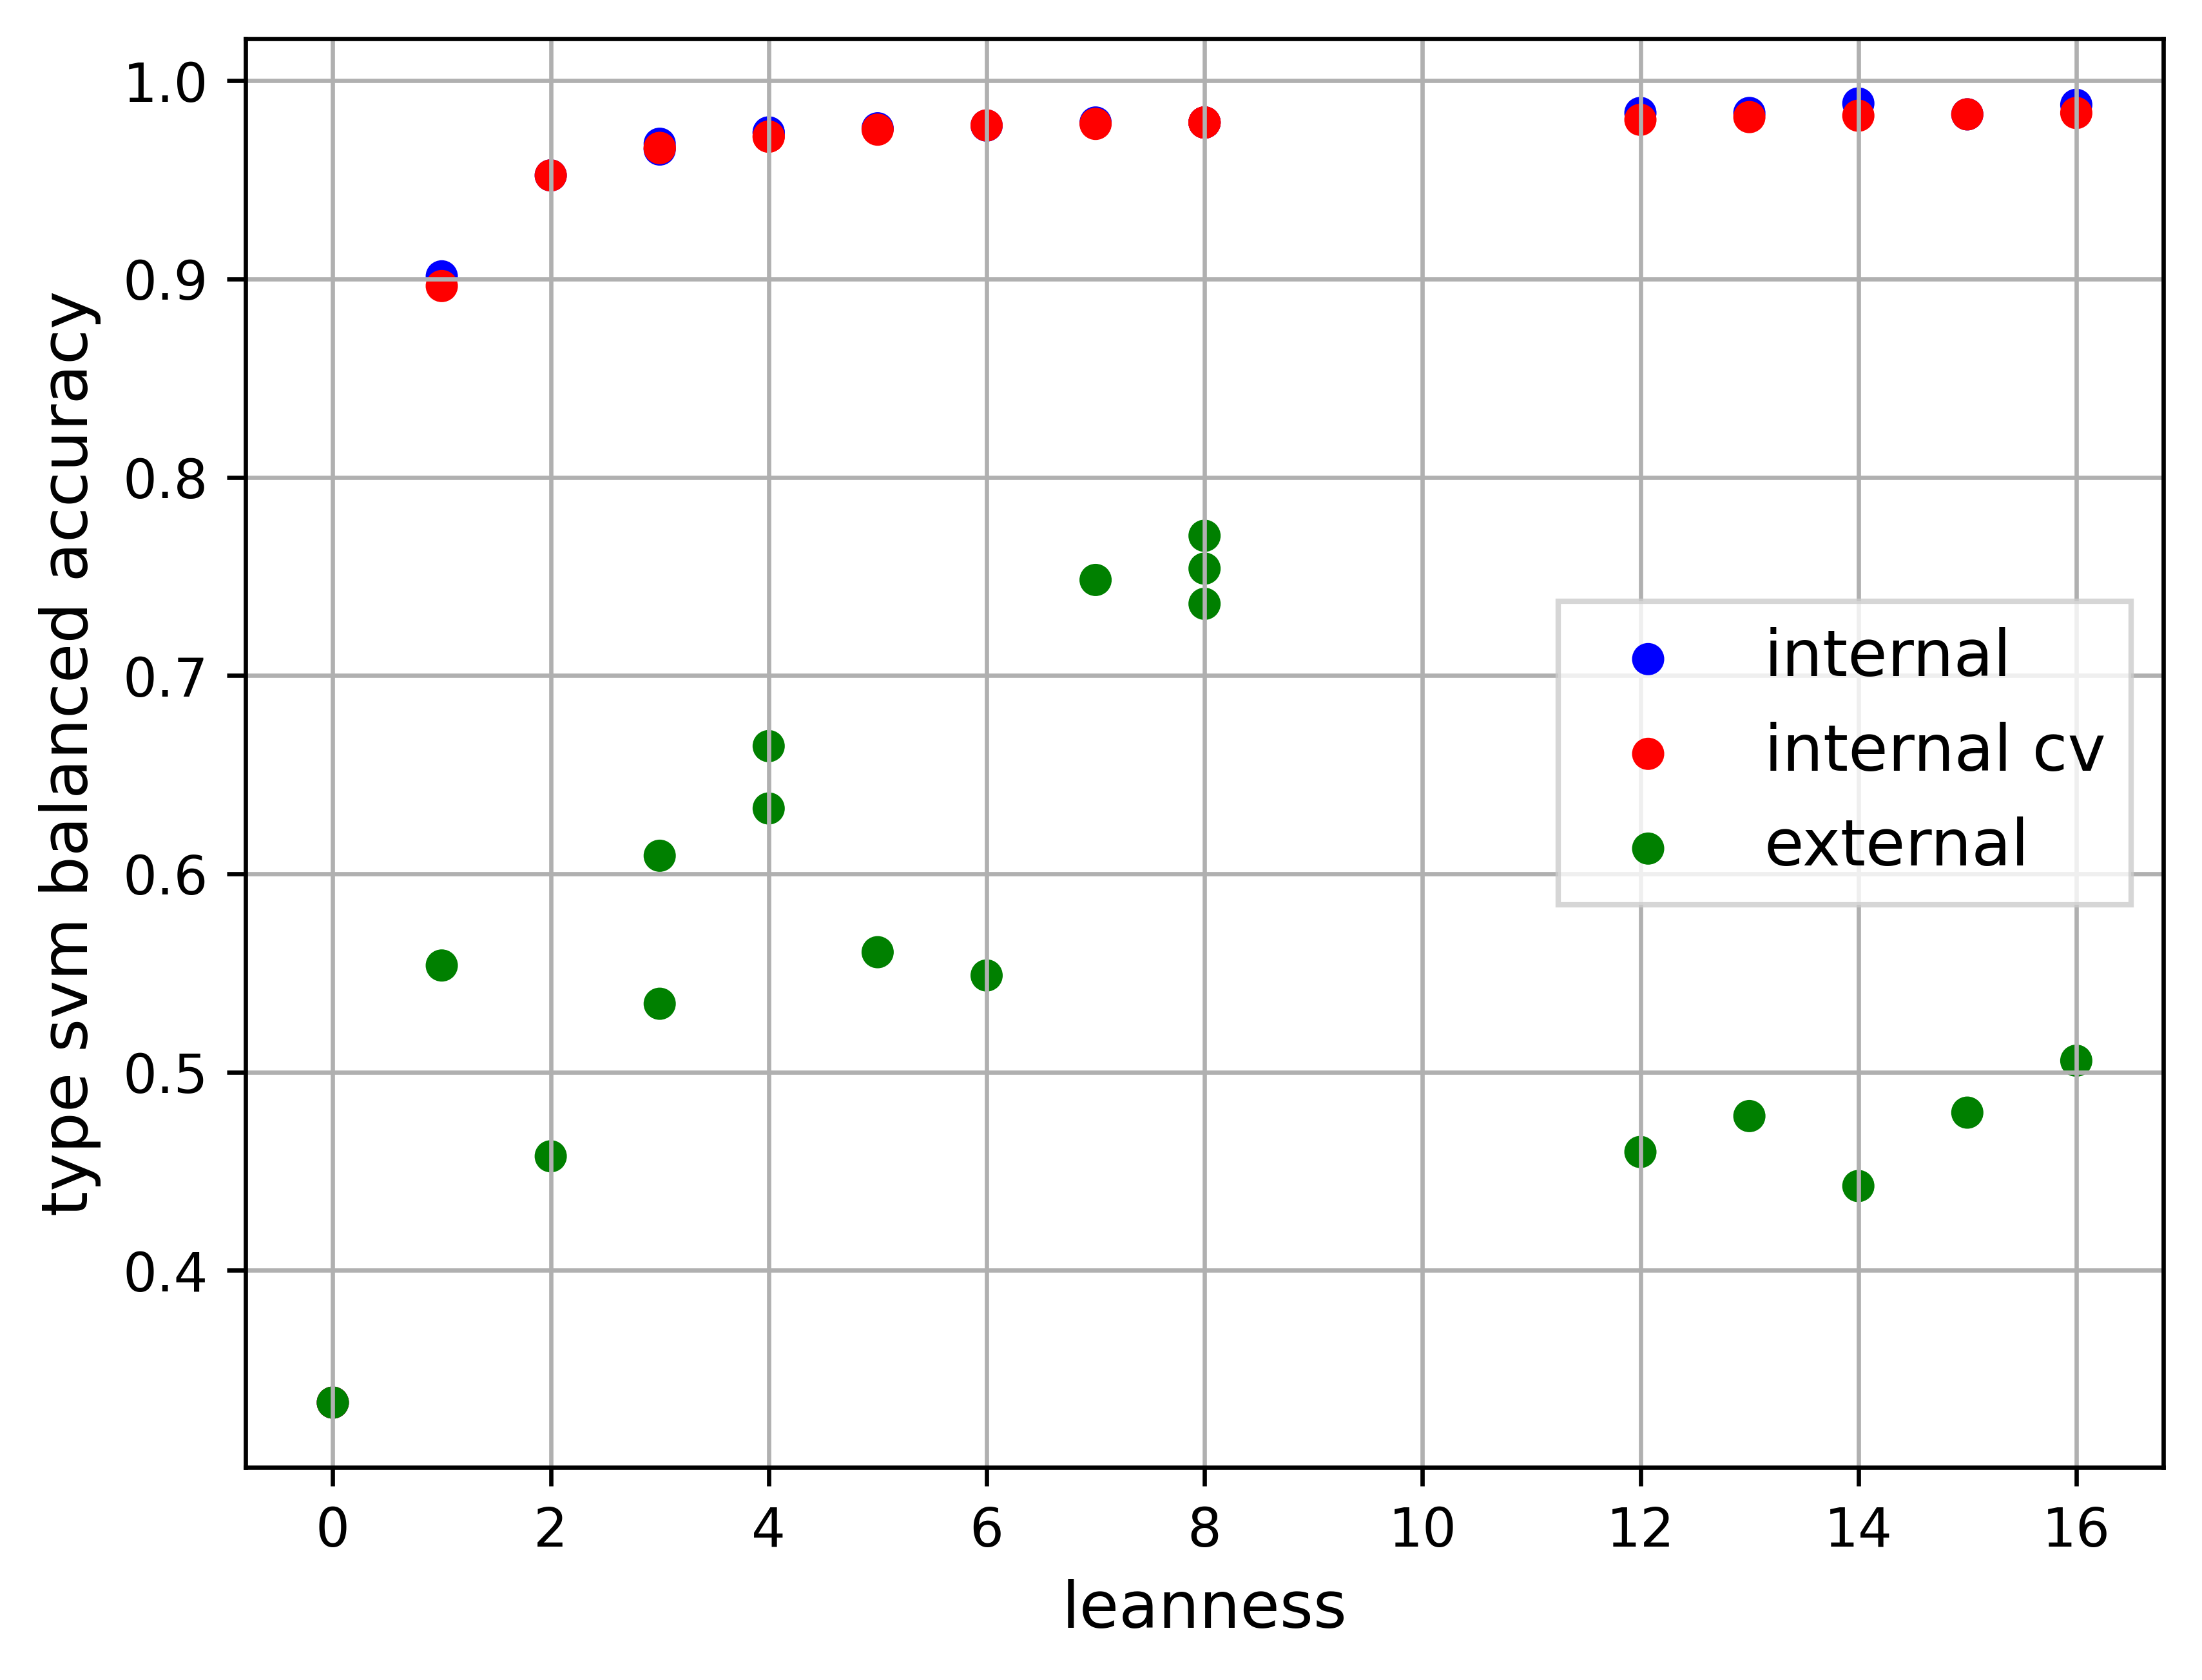 1.0
0.9
0.8
0.7
0.6
0.5
0.4
type svm balanced accuracy
internal
internal cv
external
0 2 4 6 8 10 12 14 16
leanness